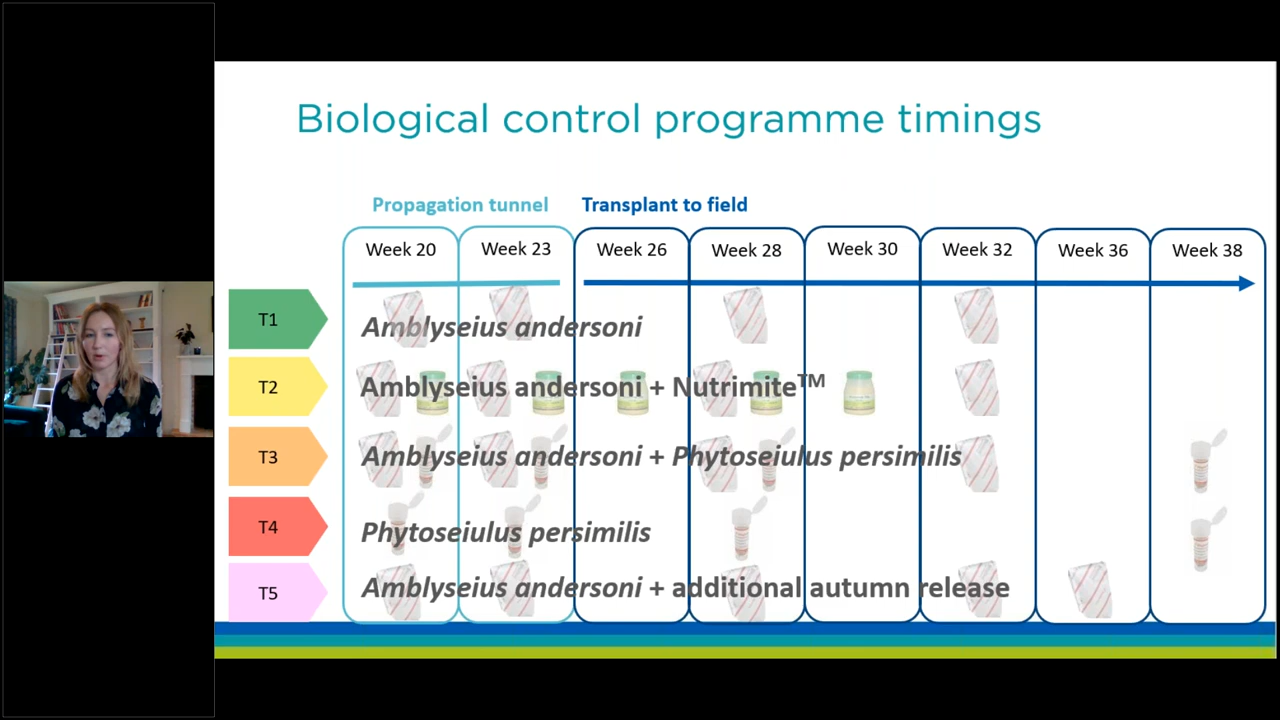 Biological control programme timings
Propagation tunnel Transplant to field
Week 20 Week 23 Week 26 Week 28 Week 30 Week 32 Week 36 Week 38
T1 Amblyseius andersoni
T2 Amblyseius andersoni + Nutrimite™
T3 Amblyseius andersoni + Phytoseiulus persimilis
T4 Phytoseiulus persimilis
T5 Amblyseius andersoni + additional autumn release